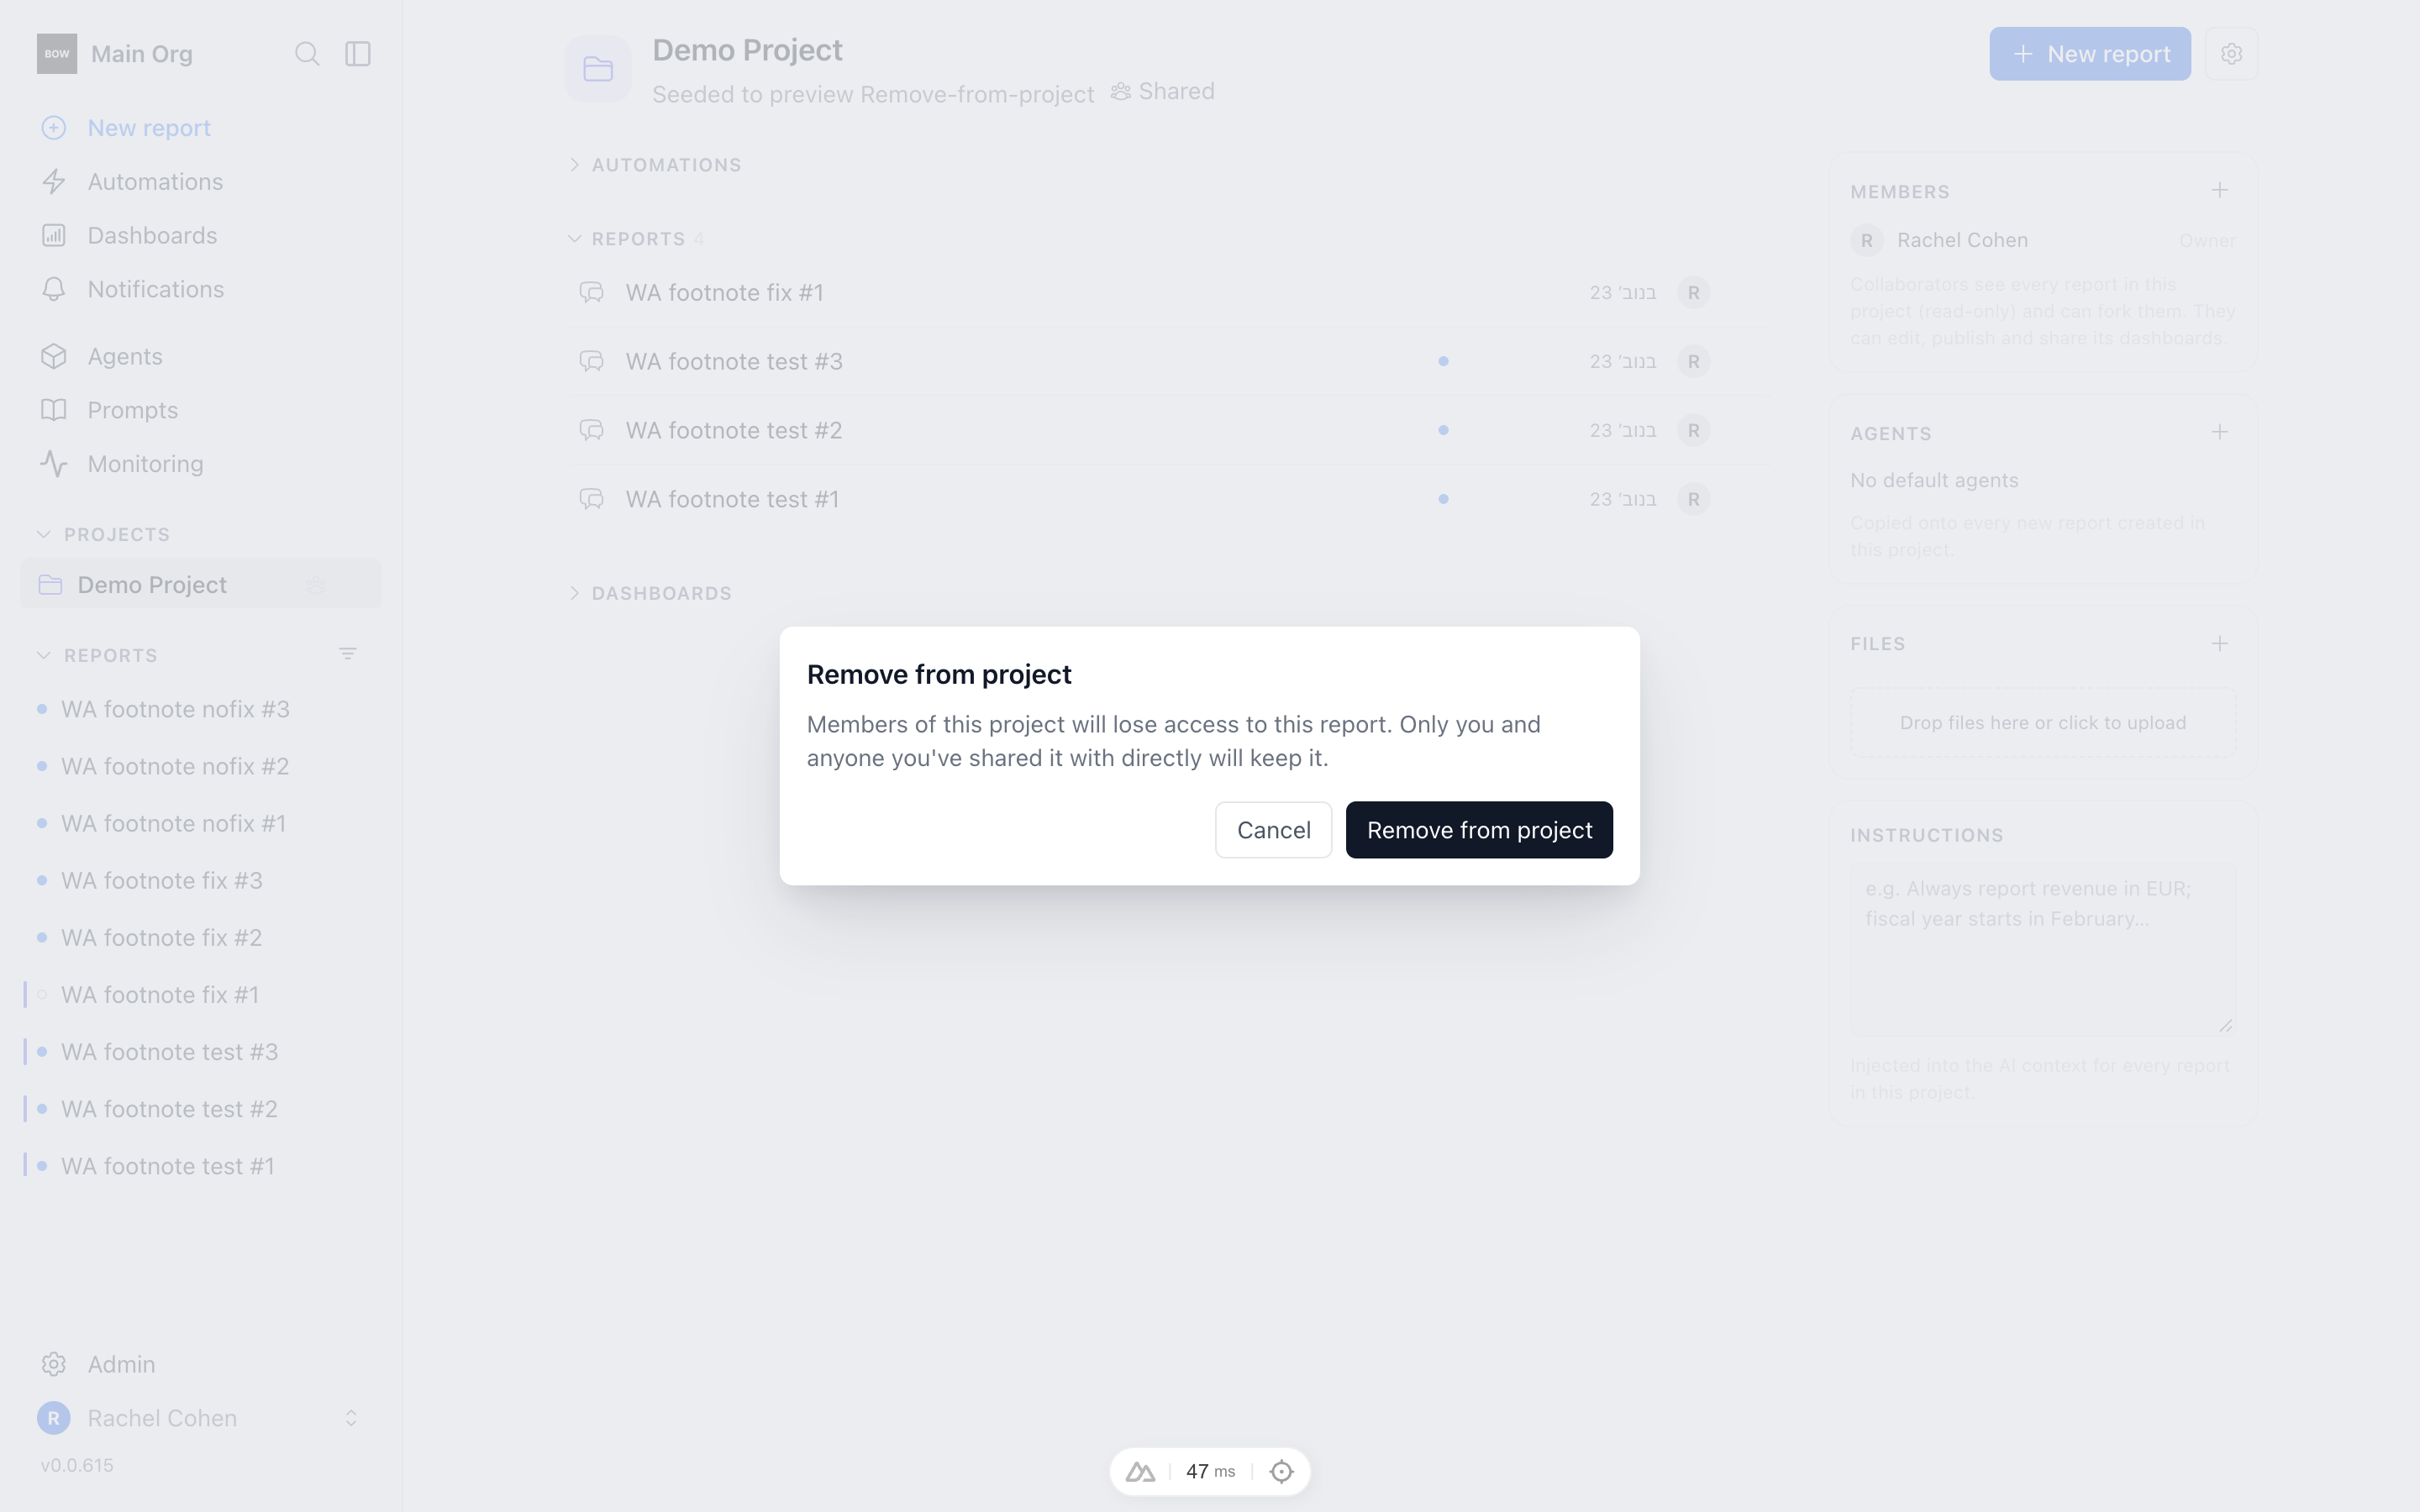 BOW
Main Org
New report
Automations
Dashboards
Notifications
Agents
Prompts
Monitoring
PROJECTS
Demo Project
REPORTS
WA footnote nofix #3
WA footnote nofix #2
WA footnote nofix #1
WA footnote fix #3
WA footnote fix #2
WA footnote fix #1
WA footnote test #3
WA footnote test #2
WA footnote test #1
Admin
R Rachel Cohen
v0.0.615
Demo Project
Seeded to preview Remove-from-project Shared
New report
AUTOMATIONS
REPORTS 4
WA footnote fix #1 23 בנוב׳ R
WA footnote test #3 23 בנוב׳ R
WA footnote test #2 23 בנוב׳ R
WA footnote test #1 23 בנוב׳ R
DASHBOARDS
MEMBERS
R Rachel Cohen Owner
Collaborators see every report in this
project (read-only) and can fork them. They
can edit, publish and share its dashboards.
AGENTS
No default agents
Copied onto every new report created in
this project.
FILES
Drop files here or click to upload
INSTRUCTIONS
e.g. Always report revenue in EUR;
fiscal year starts in February...
Injected into the AI context for every report
in this project.
Remove from project
Members of this project will lose access to this report. Only you and
anyone you've shared it with directly will keep it.
Cancel Remove from project
47 ms